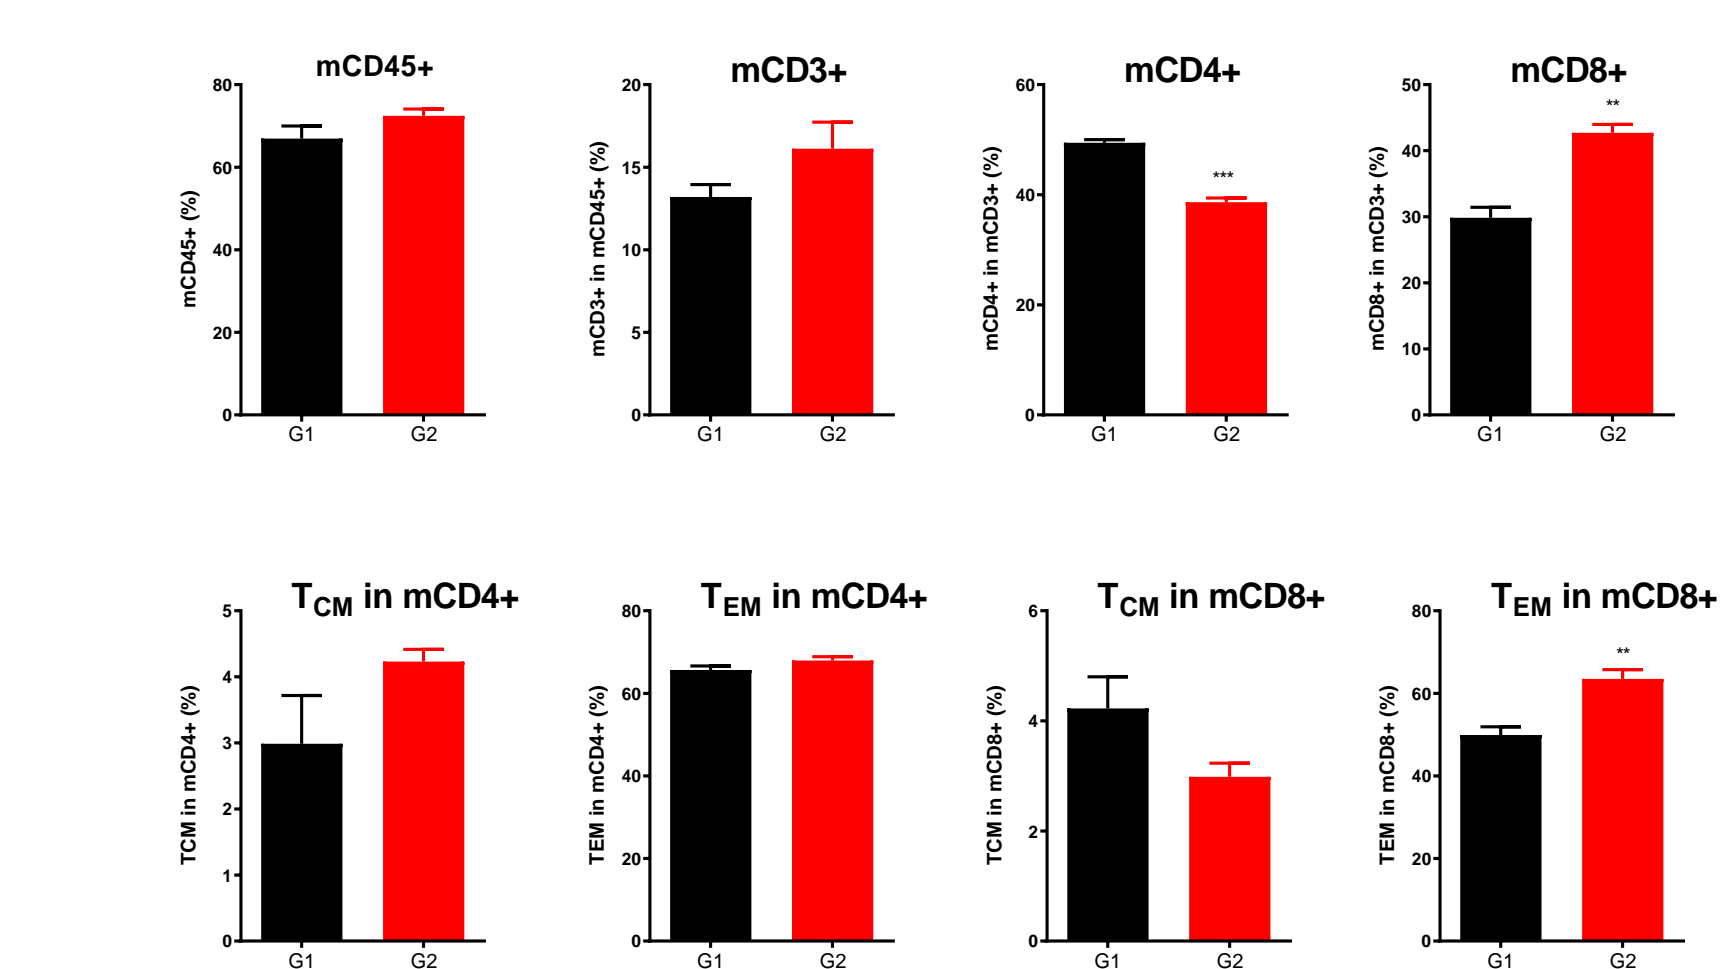 mCD45+
mCD45+ (%)
80
60
40
20
0
G1 G2
mCD3+
mCD3+ in mCD45+ (%)
20
15
10
5
0
G1 G2
mCD4+
mCD4+ in mCD3+ (%)
60
40
20
0
***
G1 G2
mCD8+
mCD8+ in mCD3+ (%)
50
40
30
20
10
0
**
G1 G2
TCM in mCD4+
TCM in mCD4+ (%)
5
4
3
2
1
0
G1 G2
TEM in mCD4+
TEM in mCD4+ (%)
80
60
40
20
0
G1 G2
TCM in mCD8+
TCM in mCD8+ (%)
6
4
2
0
G1 G2
TEM in mCD8+
TEM in mCD8+ (%)
80
60
40
20
0
**
G1 G2